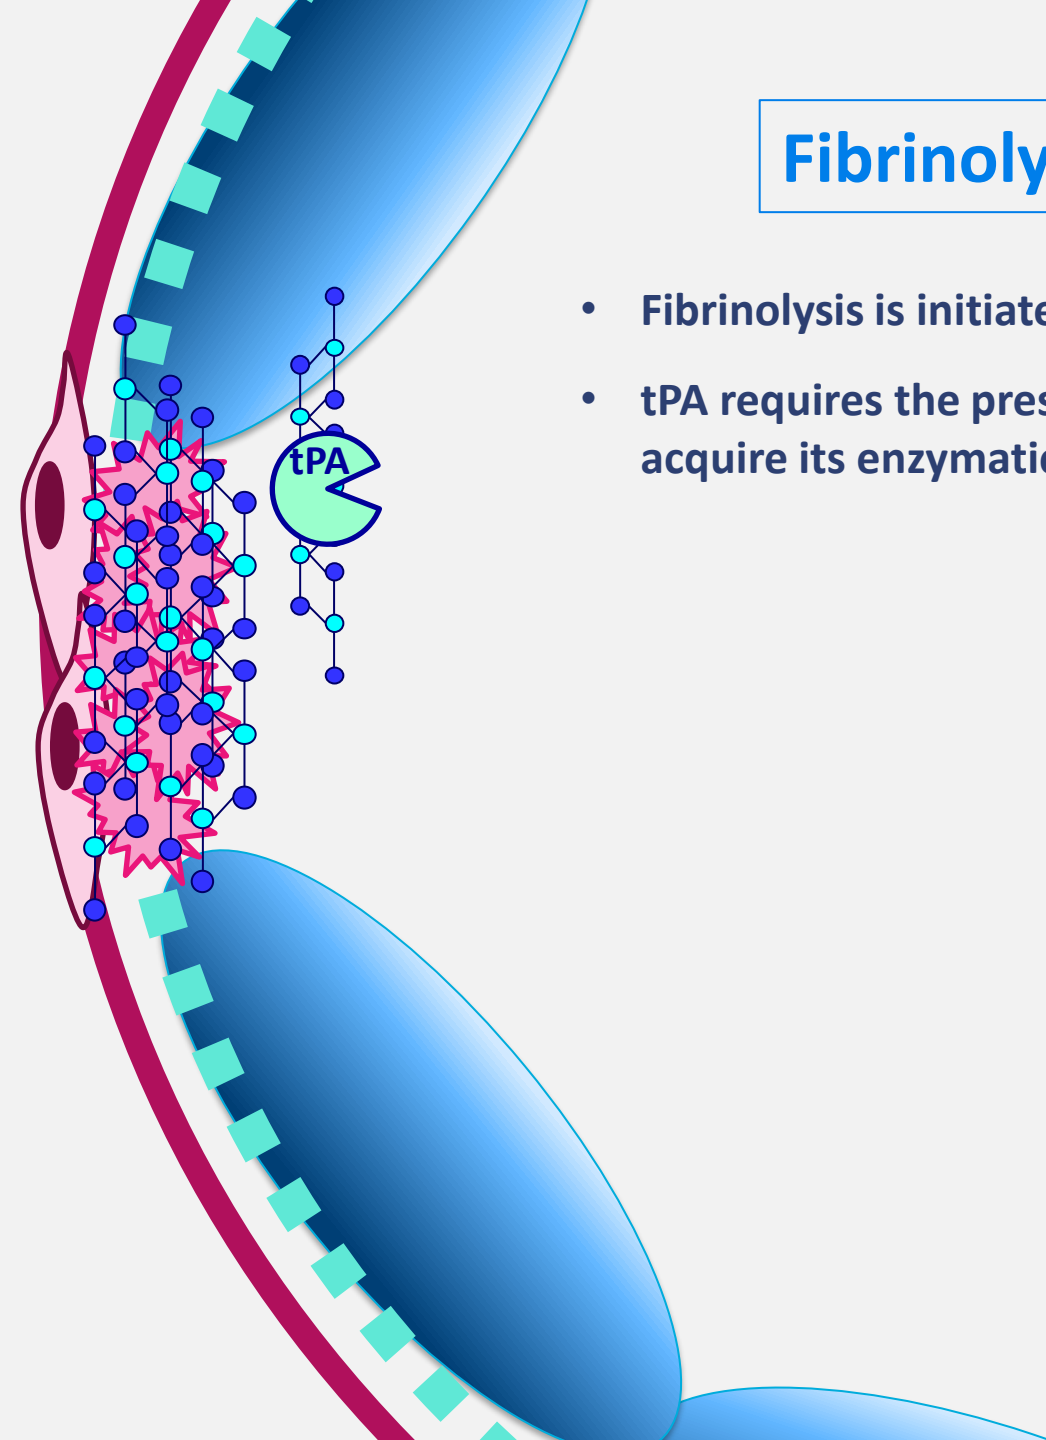 Fibrinoly
• Fibrinolysis is initiate
• tPA requires the pres
acquire its enzymatic
tPA